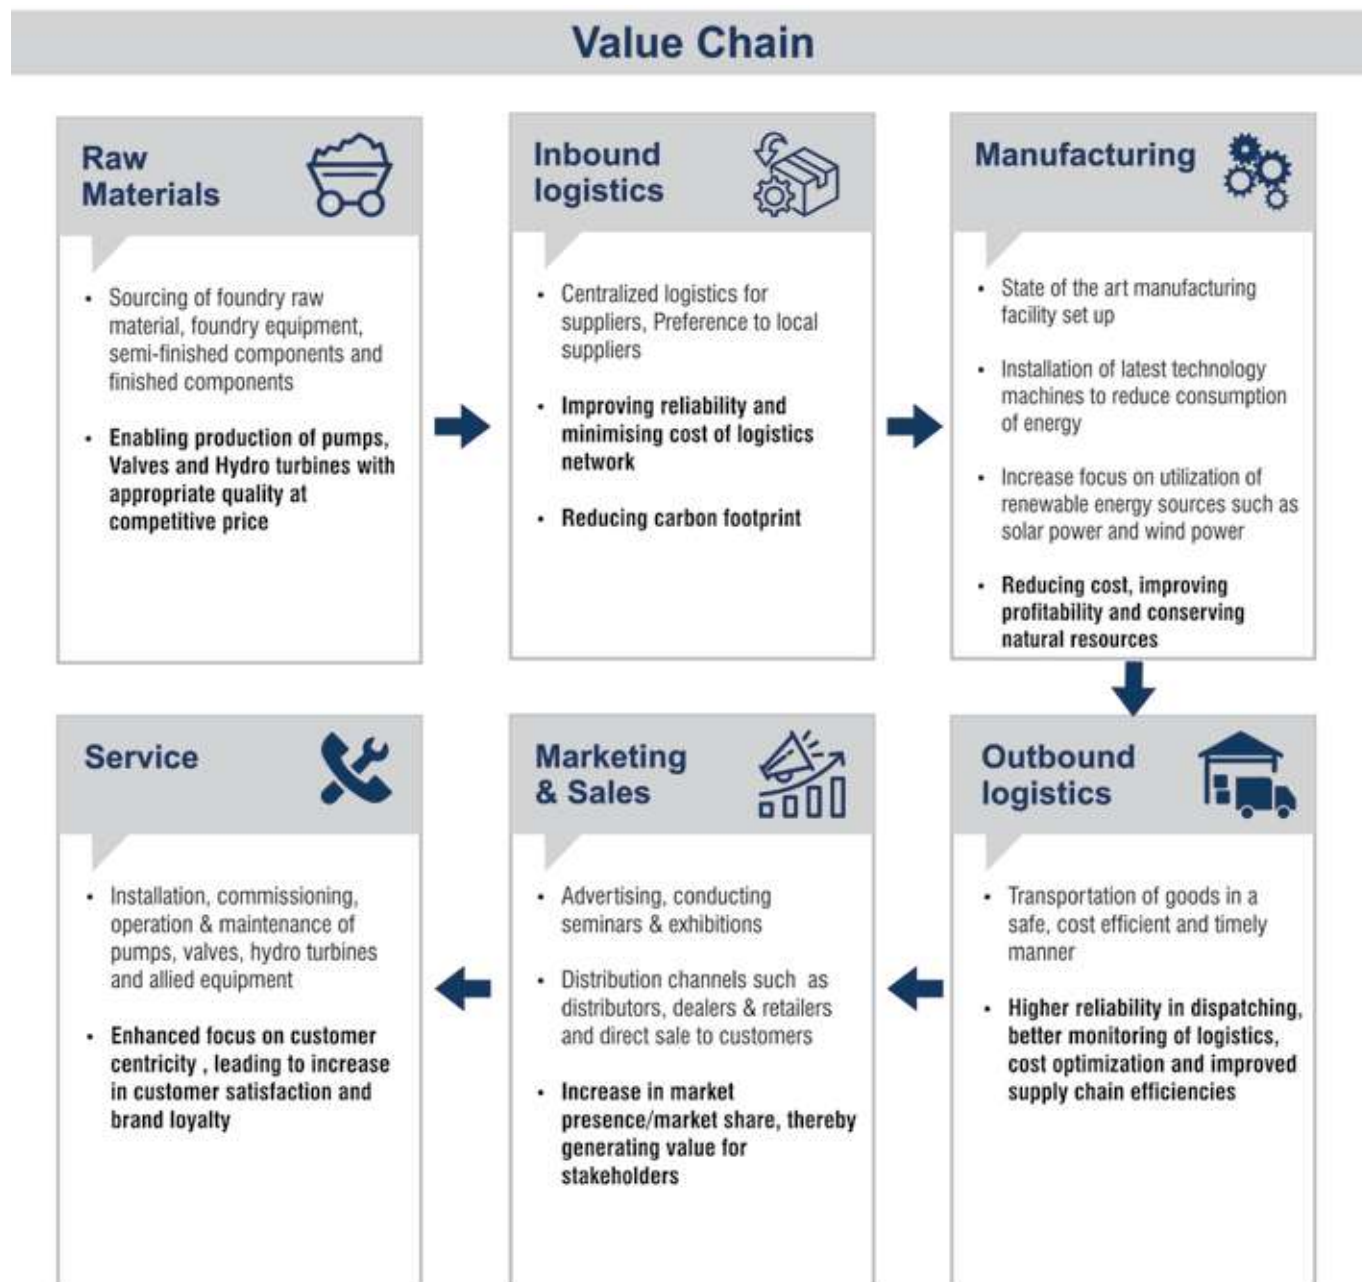 Value Chain
Raw
Materials
• Sourcing of foundry raw
material, foundry equipment,
semi-finished components and
finished components
• Enabling production of pumps,
Valves and Hydro turbines with
appropriate quality at
competitive price
Inbound
logistics
• Centralized logistics for
suppliers, Preference to local
suppliers
• Improving reliability and
minimising cost of logistics
network
• Reducing carbon footprint
Manufacturing
• State of the art manufacturing
facility set up
• Installation of latest technology
machines to reduce consumption
of energy
• Increase focus on utilization of
renewable energy sources such as
solar power and wind power
• Reducing cost, improving
profitability and conserving
natural resources
Outbound
logistics
• Transportation of goods in a
safe, cost efficient and timely
manner
• Higher reliability in dispatching,
better monitoring of logistics,
cost optimization and improved
supply chain efficiencies
Marketing
& Sales
• Advertising, conducting
seminars & exhibitions
• Distribution channels such as
distributors, dealers & retailers
and direct sale to customers
• Increase in market
presence/market share, thereby
generating value for
stakeholders
Service
• Installation, commissioning,
operation & maintenance of
pumps, valves, hydro turbines
and allied equipment
• Enhanced focus on customer
centricity , leading to increase
in customer satisfaction and
brand loyalty